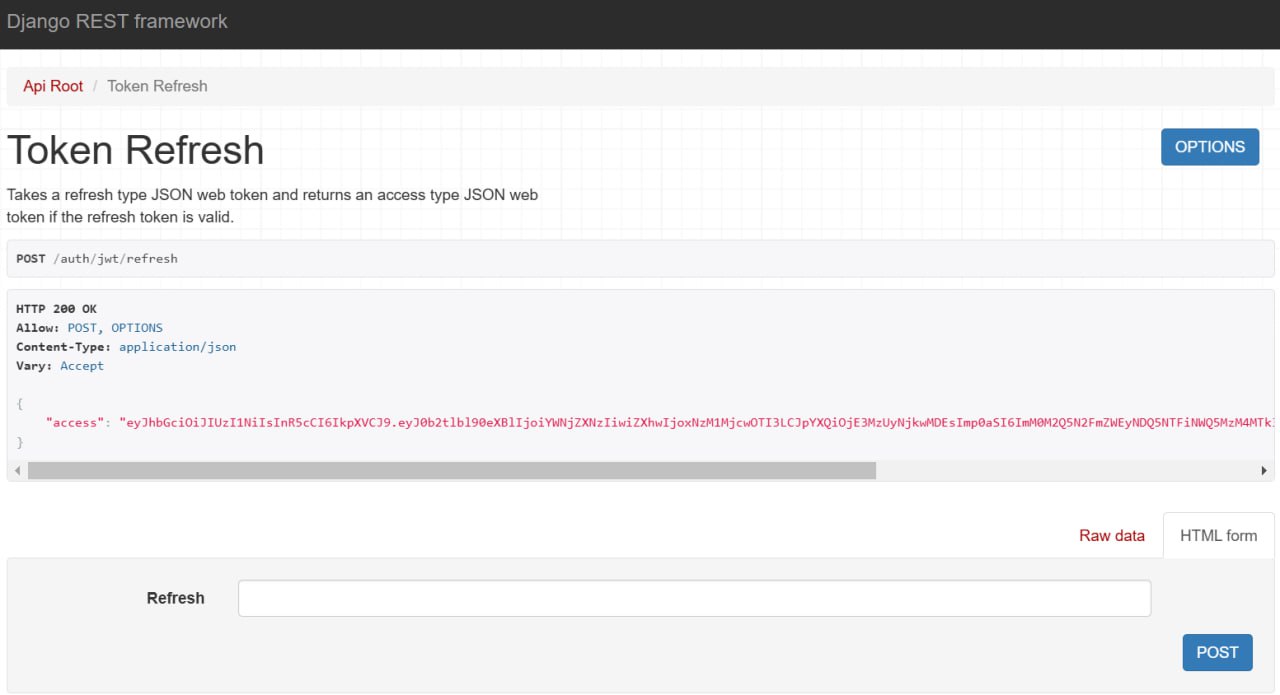 Django REST framework
Api Root / Token Refresh
Token Refresh
OPTIONS
Takes a refresh type JSON web token and returns an access type JSON web
token if the refresh token is valid.
POST /auth/jwt/refresh
HTTP 200 OK
Allow: POST, OPTIONS
Content-Type: application/json
Vary: Accept
{
"access": "eyJhbGciOiJIUzI1NiIsInR5cCI6IkpXVCJ9.eyJ0b2tlbl90eXBlIjoiYWNjZXNzIiwiZXhwIjoxNzM1MjcwOTI3LCJpYXQiOjE3MzUyNjkwMDEsImp0aSI6ImM0M2Q5N2FmZWEyNDQ5NTFiNWQ5MzM4MTk
}
Raw data
HTML form
Refresh
POST